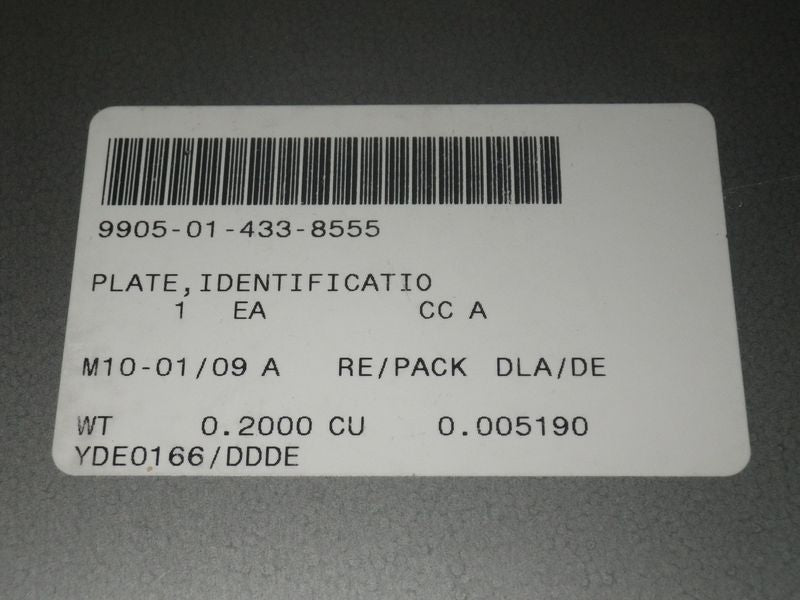 9905-01-433-8555
PLATE,IDENTIFICATIO
1 EA CC A
M10-01/09 A RE/PACK DLA/DE
WT 0.2000 CU 0.005190
YDE0166/DDDE